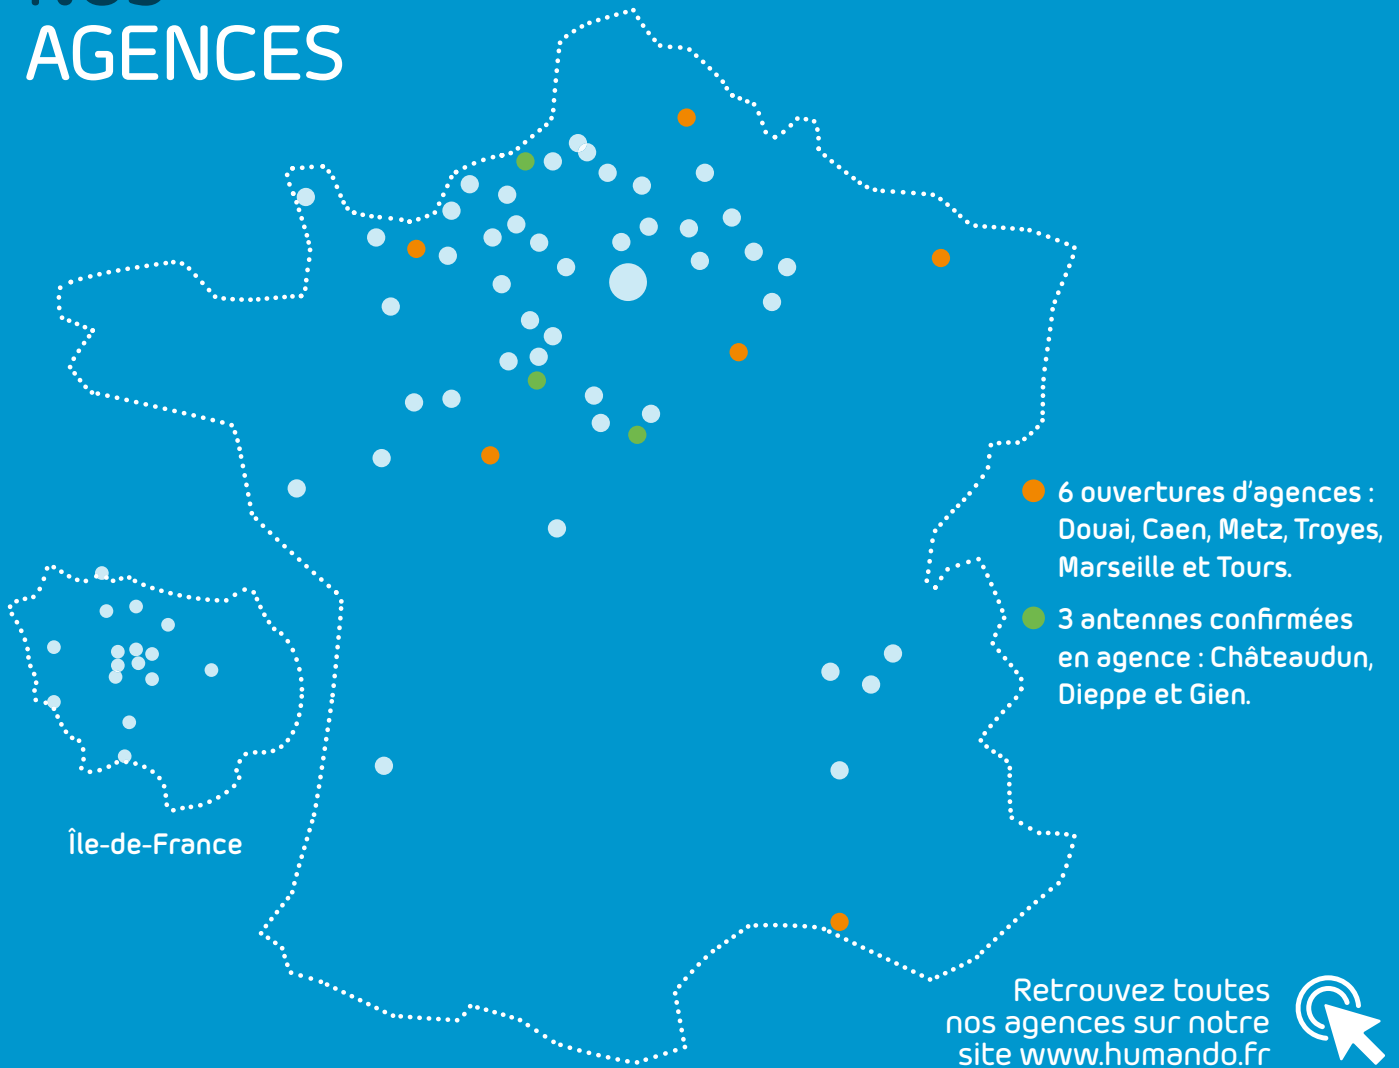 NOS
AGENCES
6 ouvertures d'agences :
Douai, Caen, Metz, Troyes,
Marseille et Tours.
3 antennes confirmées
en agence : Châteaudun,
Dieppe et Gien.
Île-de-France
Retrouvez toutes
nos agences sur notre
site www.humando.fr